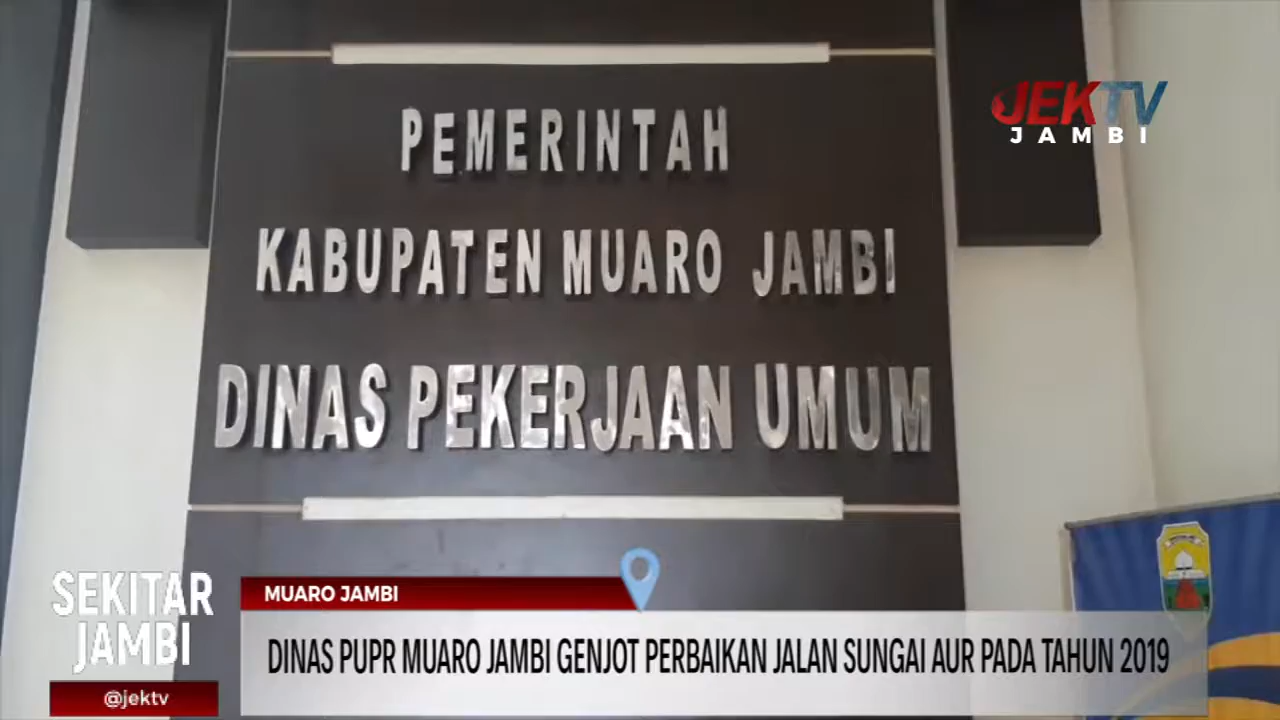 JEKTV
JAMBI
PEMERINTAH
KABUPATEN MUARO JAMBI
DINAS PEKERJAAN UMUM
SEKITAR
JAMBI
@jektv
MUARO JAMBI
DINAS PUPR MUARO JAMBI GENJOT PERBAIKAN JALAN SUNGAI AUR PADA TAHUN 2019